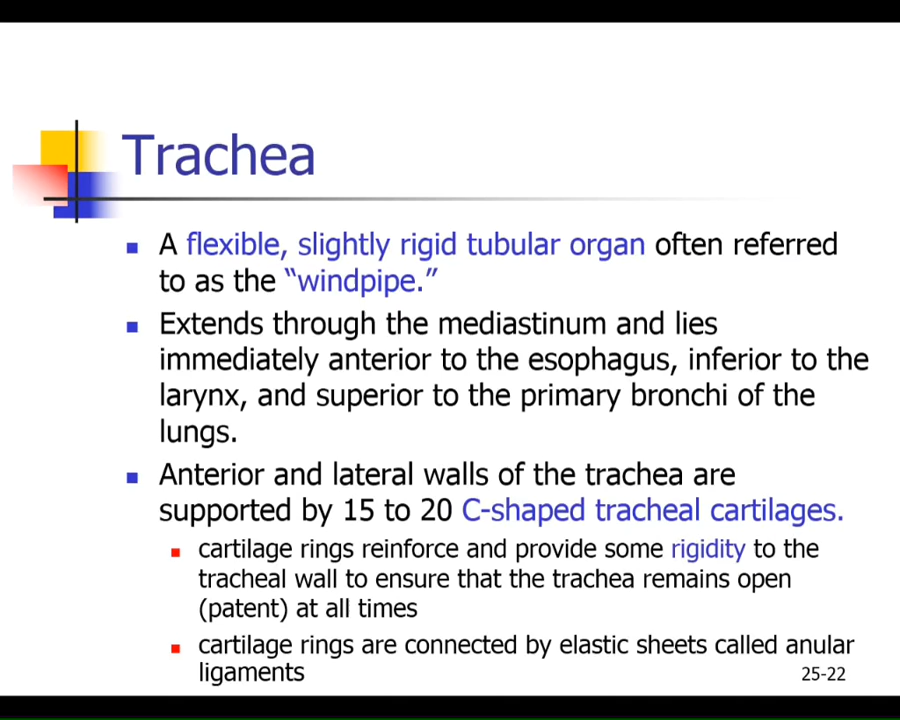 Trachea
A flexible, slightly rigid tubular organ often referred
to as the “windpipe.”
Extends through the mediastinum and lies
immediately anterior to the esophagus, inferior to the
larynx, and superior to the primary bronchi of the
lungs.
Anterior and lateral walls of the trachea are
supported by 15 to 20 C-shaped tracheal cartilages.
cartilage rings reinforce and provide some rigidity to the
tracheal wall to ensure that the trachea remains open
(patent) at all times
cartilage rings are connected by elastic sheets called anular
ligaments
25-22